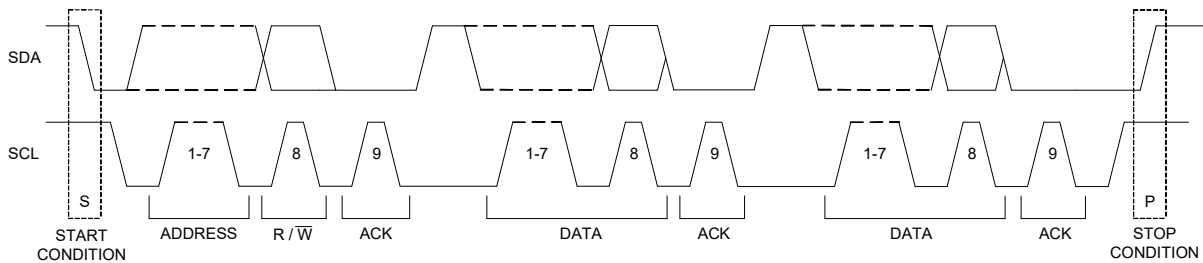 SDA
SCL
1-7
8
9
1-7
8
9
1-7
8
9
S
P
START
CONDITION
ADDRESS
R / W̅
ACK
DATA
ACK
DATA
ACK
STOP
CONDITION